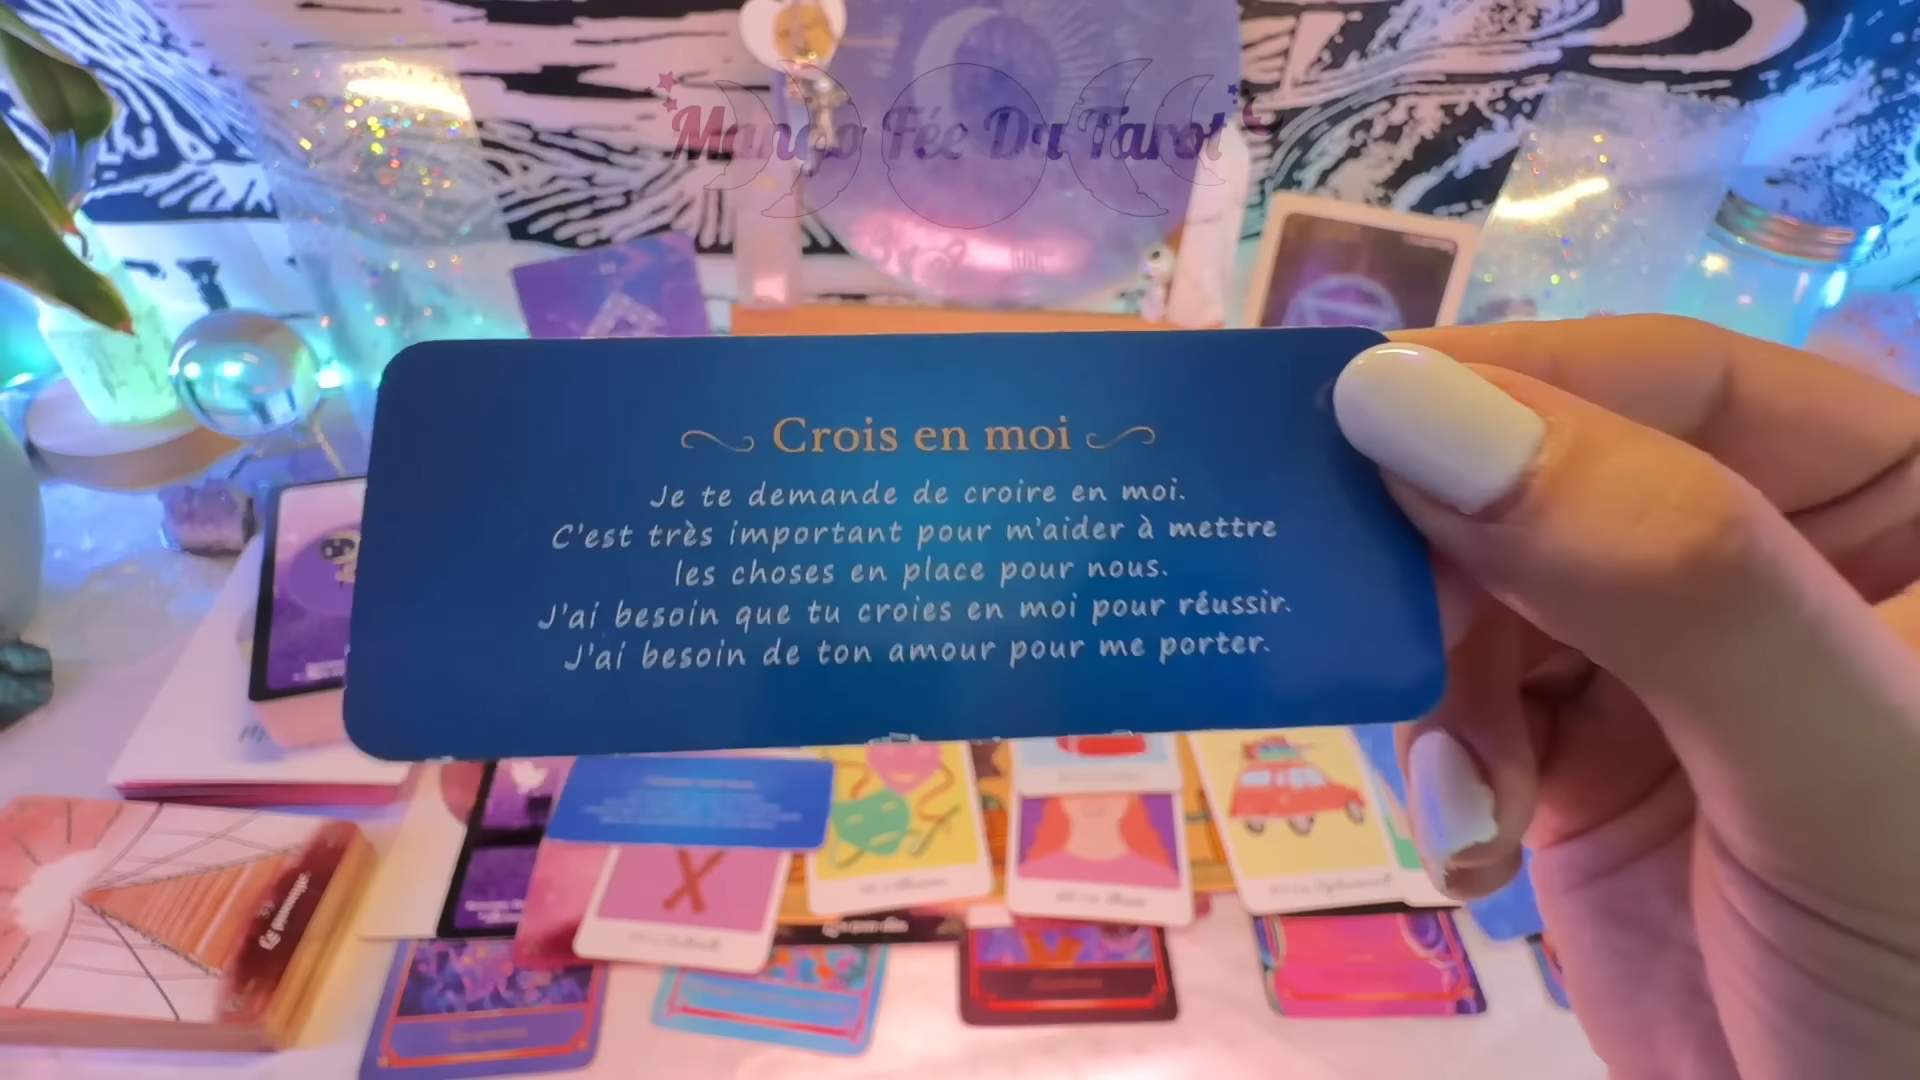 Mango Fée Du Tarot
Crois en moi
Je te demande de croire en moi.
C'est très important pour m'aider à mettre
les choses en place pour nous.
J'ai besoin que tu croies en moi pour réussir.
J'ai besoin de ton amour pour me porter.